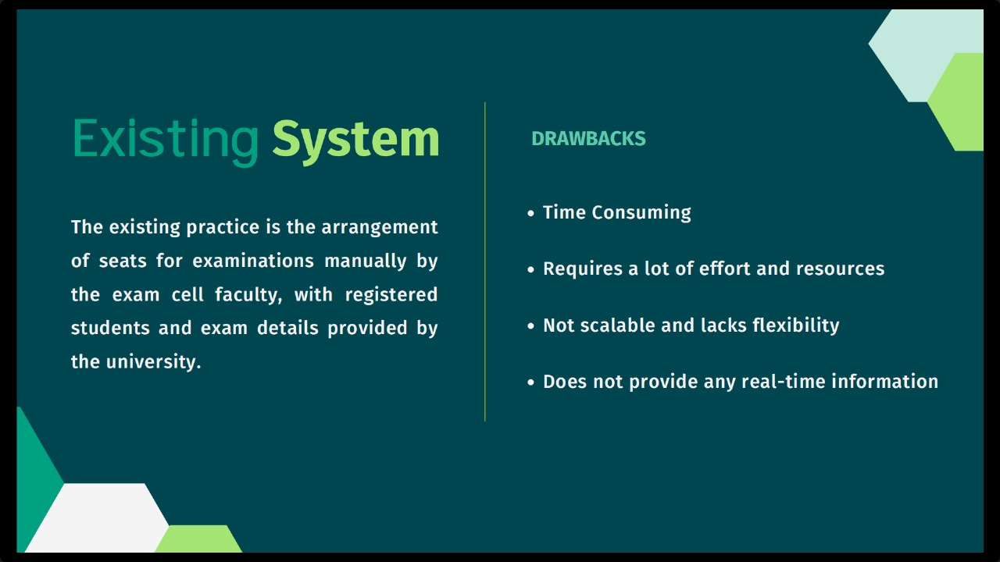 Existing System
The existing practice is the arrangement
of seats for examinations manually by
the exam cell faculty, with registered
students and exam details provided by
the university.
DRAWBACKS
• Time Consuming
• Requires a lot of effort and resources
• Not scalable and lacks flexibility
• Does not provide any real-time information